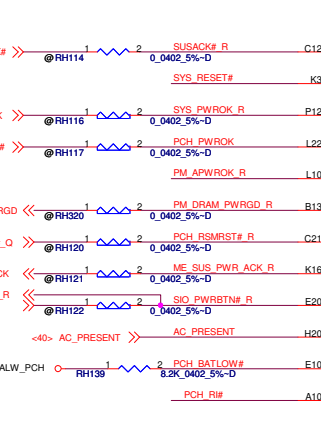 # 1 2 SUSACK#_R C12
@RH114 0_0402_5%~D
SYS_RESET# K3
K 1 2 SYS_PWROK_R P12
@RH116 0_0402_5%~D
# 1 2 PCH_PWROK L22
@RH117 0_0402_5%~D
PM_APWROK_R L10
RGD 1 2 PM_DRAM_PWRGD_R B13
@RH320 0_0402_5%~D
_Q 1 2 PCH_RSMRST#_R C21
@RH120 0_0402_5%~D
CK 1 2 ME_SUS_PWR_ACK_R K16
@RH121 0_0402_5%~D
_R 1 2 SIO_PWRBTN#_R E20
@RH122 0_0402_5%~D
<40> AC_PRESENT AC_PRESENT H20
ALW_PCH 1 2 PCH_BATLOW# E10
RH139 8.2K_0402_5%~D
PCH_RI# A10